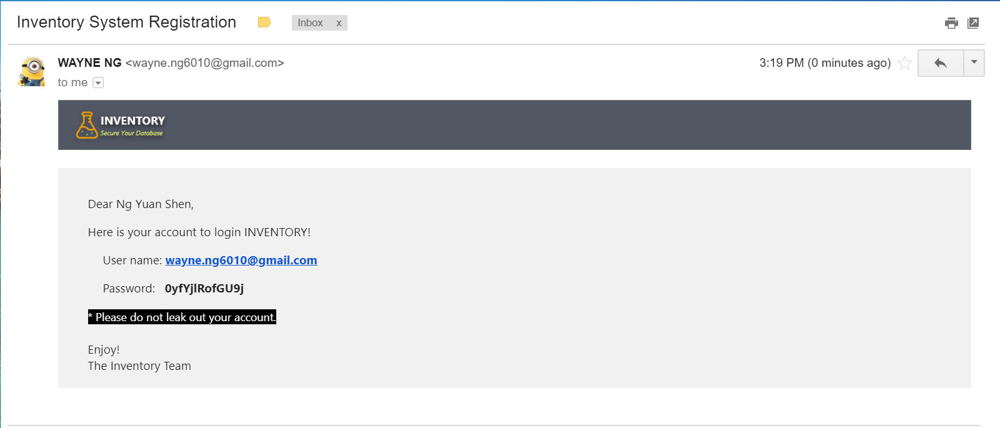 Inventory System Registration Inbox x
WAYNE NG <wayne.ng6010@gmail.com> 3:19 PM (0 minutes ago)
to me
INVENTORY
Secure Your Database
Dear Ng Yuan Shen,
Here is your account to login INVENTORY!
User name: wayne.ng6010@gmail.com
Password: 0yfYjlRofGU9j
* Please do not leak out your account.
Enjoy!
The Inventory Team